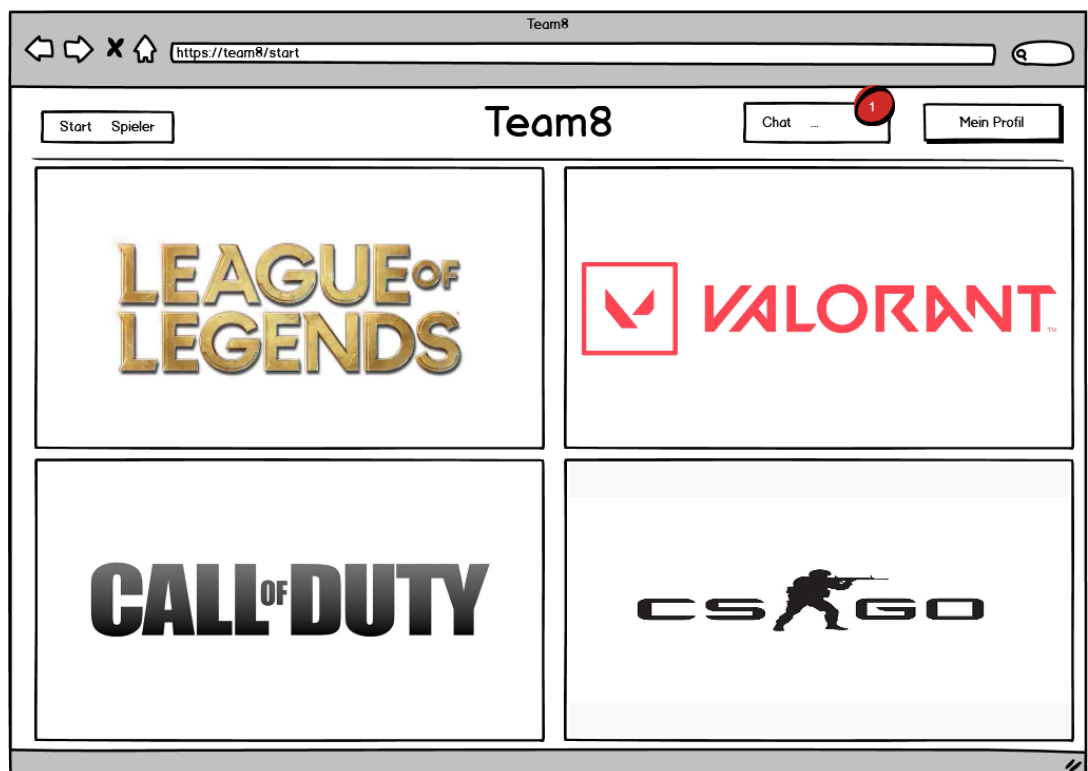 Team8
https://team8/start
Start Spieler
Team8
Chat ...
1
Mein Profil
LEAGUE OF
LEGENDS
VALORANT™
CALL OF DUTY
CS GO